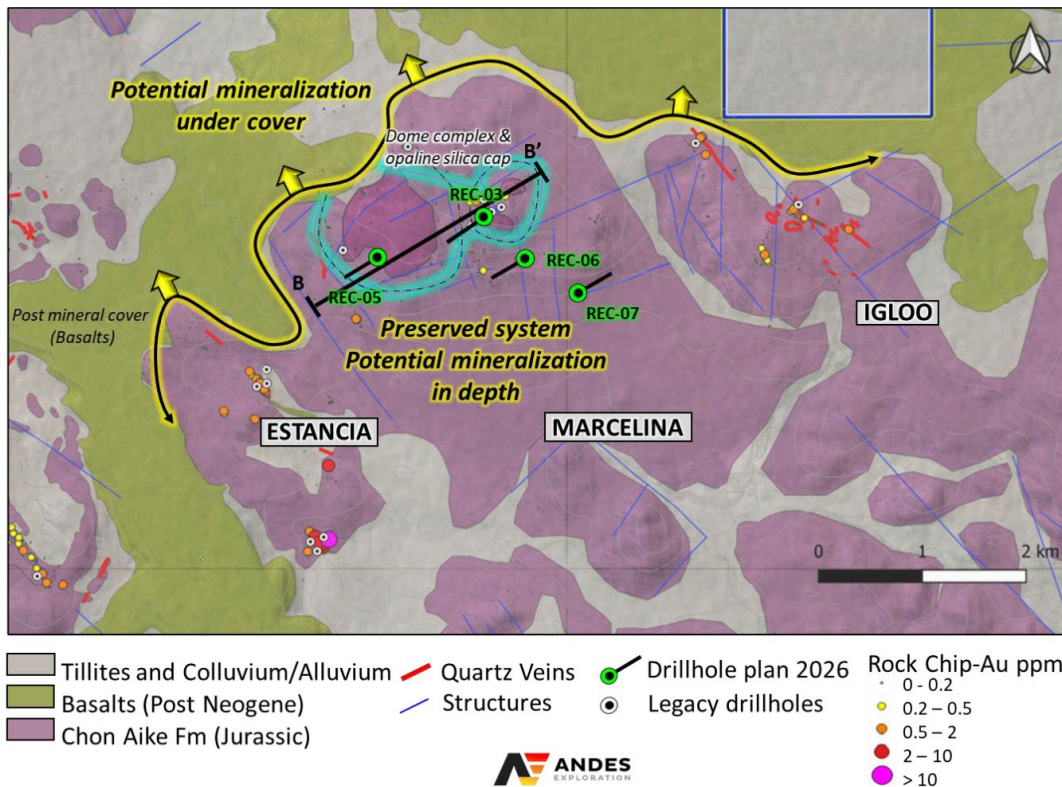 Potential mineralization
under cover
Dome complex &
opaline silica cap
B'
REC-03
REC-06
B
REC-05
REC-07
IGLOO
Post mineral cover
(Basalts)
Preserved system
Potential mineralization
in depth
ESTANCIA
MARCELINA
0 1 2 km
Tillites and Colluvium/Alluvium
Basalts (Post Neogene)
Chon Aike Fm (Jurassic)
Quartz Veins
Structures
Drillhole plan 2026
Legacy drillholes
Rock Chip-Au ppm
0 - 0.2
0.2 – 0.5
0.5 – 2
2 – 10
> 10
ANDES
EXPLORATION